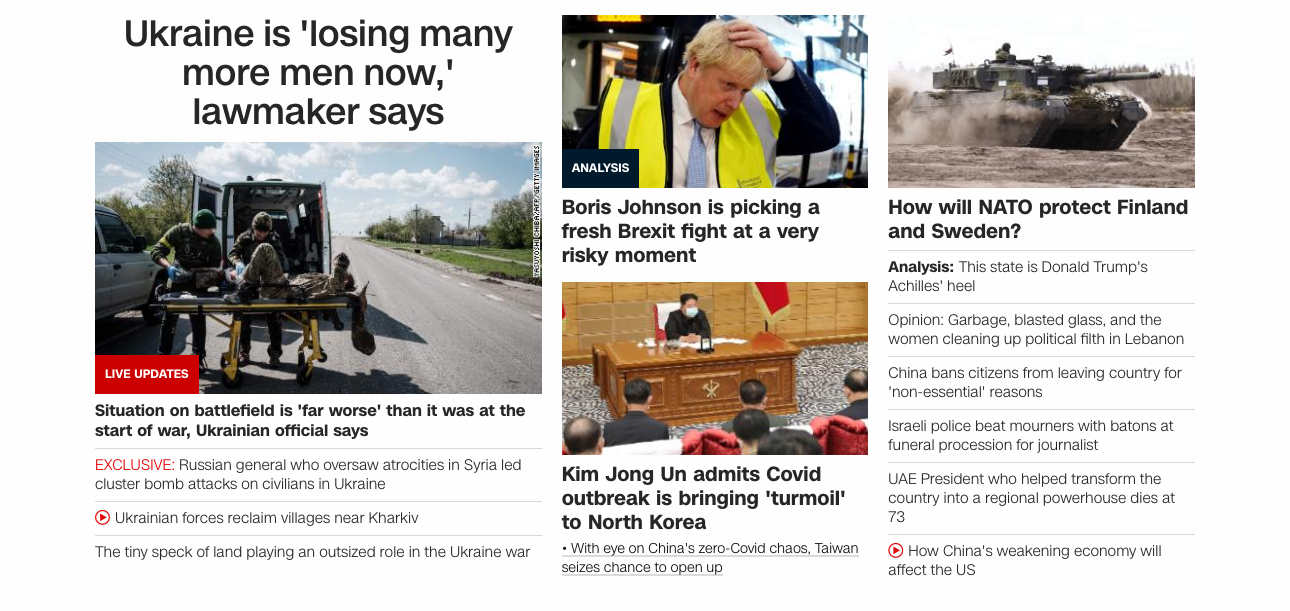 Ukraine is 'losing many
more men now,'
lawmaker says
YASUYOSHI CHIBA/AFP/GETTY IMAGES
LIVE UPDATES
Situation on battlefield is 'far worse' than it was at the
start of war, Ukrainian official says
EXCLUSIVE: Russian general who oversaw atrocities in Syria led
cluster bomb attacks on civilians in Ukraine
Ukrainian forces reclaim villages near Kharkiv
The tiny speck of land playing an outsized role in the Ukraine war
ANALYSIS
Boris Johnson is picking a
fresh Brexit fight at a very
risky moment
Kim Jong Un admits Covid
outbreak is bringing 'turmoil'
to North Korea
• With eye on China's zero-Covid chaos, Taiwan
seizes chance to open up
How will NATO protect Finland
and Sweden?
Analysis: This state is Donald Trump's
Achilles' heel
Opinion: Garbage, blasted glass, and the
women cleaning up political filth in Lebanon
China bans citizens from leaving country for
'non-essential' reasons
Israeli police beat mourners with batons at
funeral procession for journalist
UAE President who helped transform the
country into a regional powerhouse dies at
73
How China's weakening economy will
affect the US